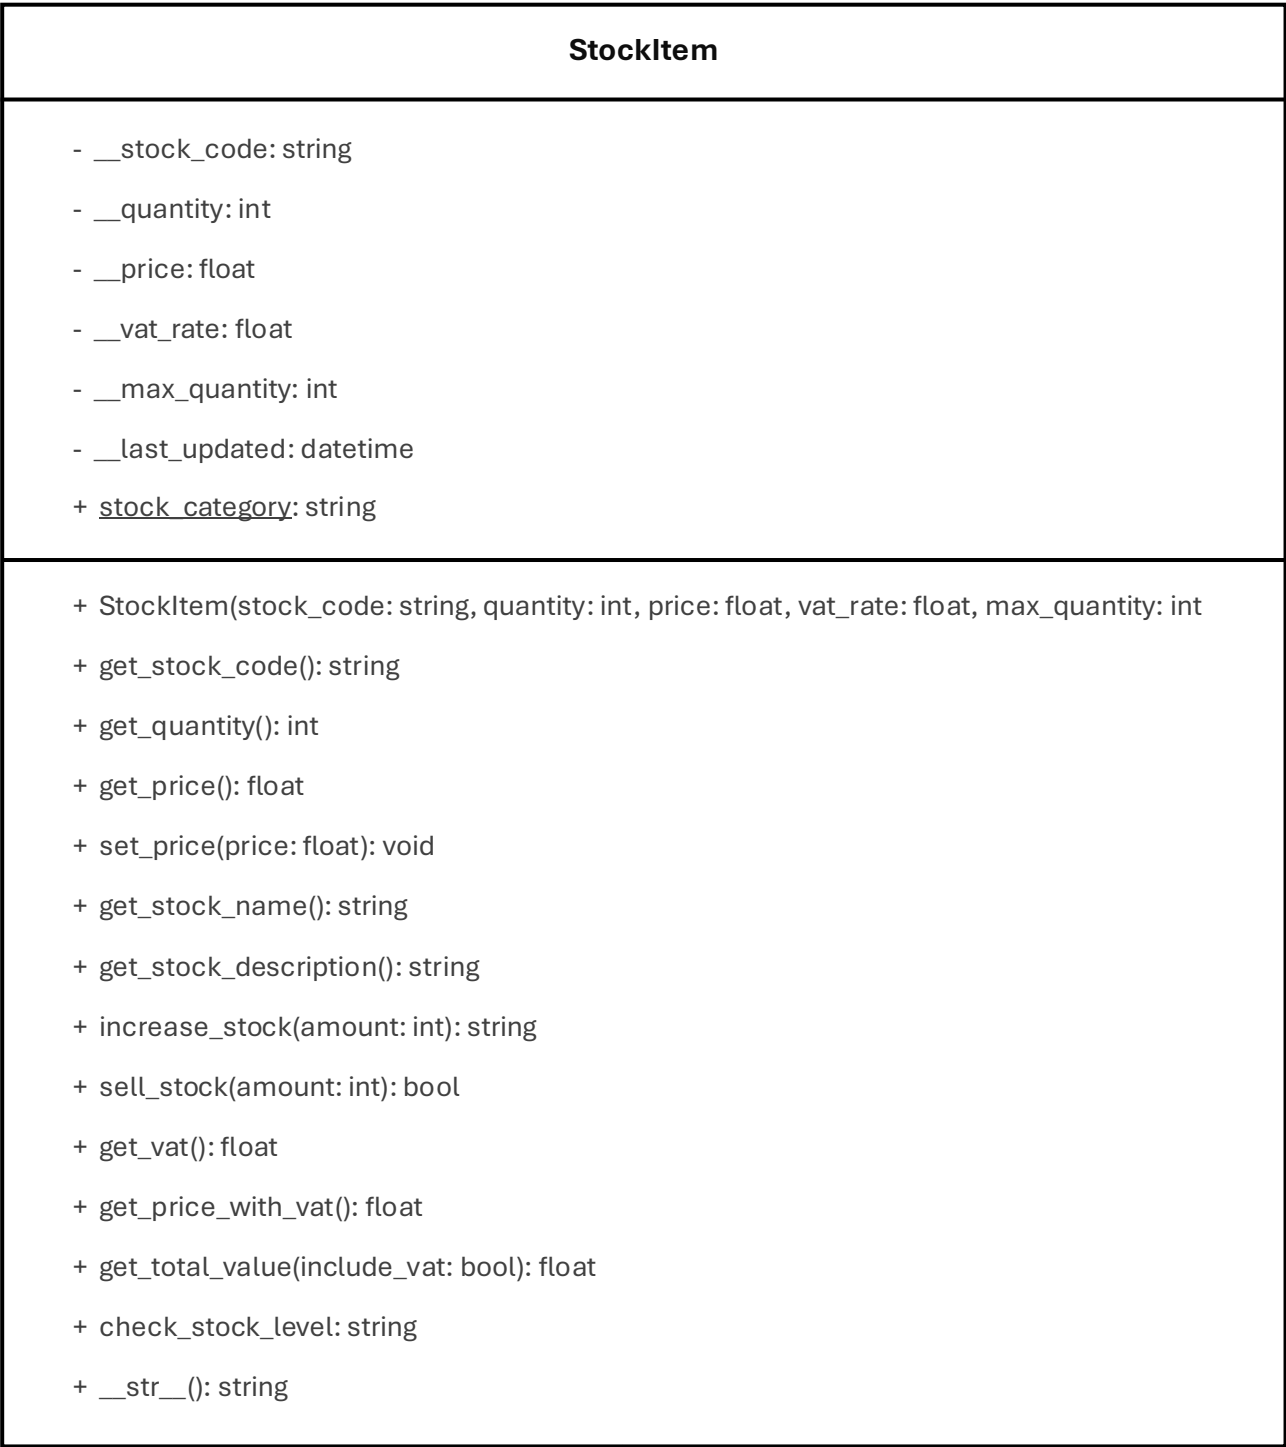 StockItem
- __stock_code: string
- __quantity: int
- __price: float
- __vat_rate: float
- __max_quantity: int
- __last_updated: datetime
+ stock_category: string
+ StockItem(stock_code: string, quantity: int, price: float, vat_rate: float, max_quantity: int
+ get_stock_code(): string
+ get_quantity(): int
+ get_price(): float
+ set_price(price: float): void
+ get_stock_name(): string
+ get_stock_description(): string
+ increase_stock(amount: int): string
+ sell_stock(amount: int): bool
+ get_vat(): float
+ get_price_with_vat(): float
+ get_total_value(include_vat: bool): float
+ check_stock_level: string
+ __str__(): string